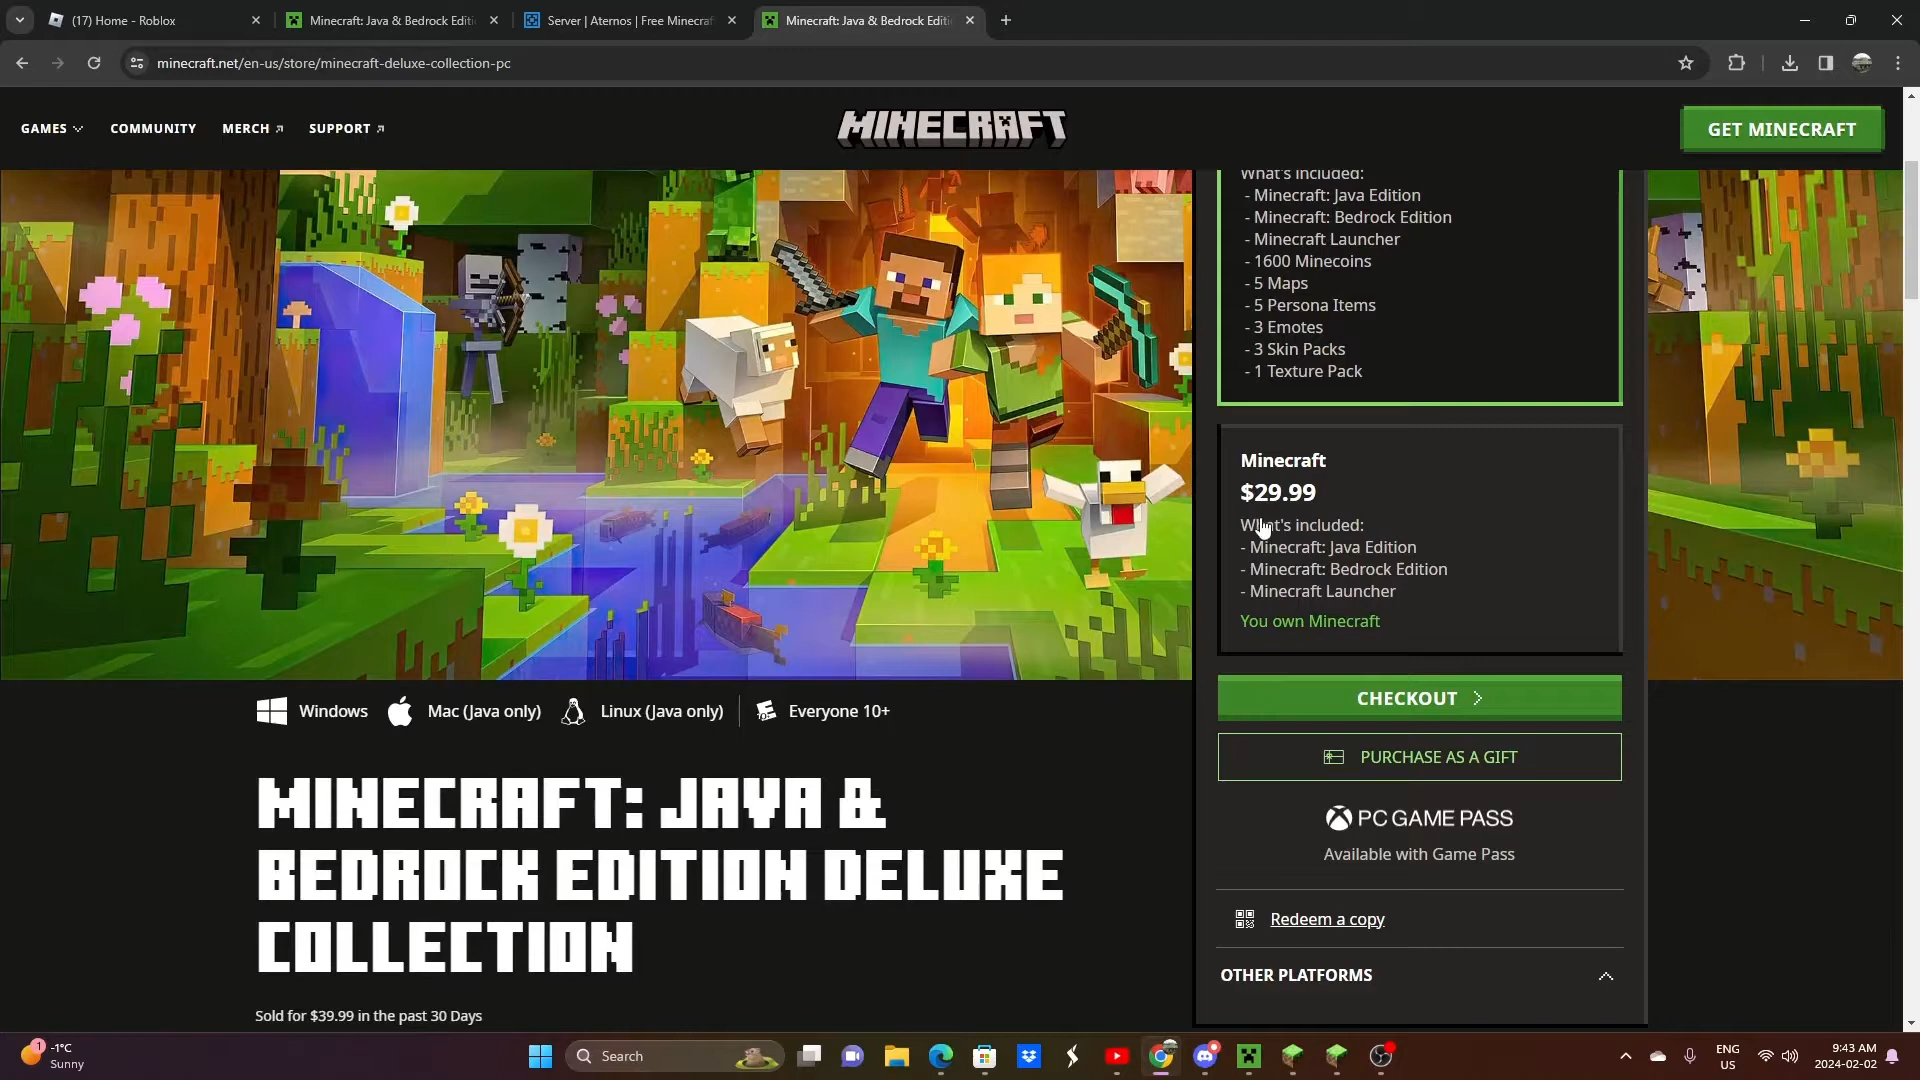 (17) Home - Roblox
Minecraft: Java & Bedrock Editi
Server | Aternos | Free Minecraf
Minecraft: Java & Bedrock Editi
minecraft.net/en-us/store/minecraft-deluxe-collection-pc
GAMES
COMMUNITY
MERCH
SUPPORT
MINECRAFT
GET MINECRAFT
What's included:
- Minecraft: Java Edition
- Minecraft: Bedrock Edition
- Minecraft Launcher
- 1600 Minecoins
- 5 Maps
- 5 Persona Items
- 3 Emotes
- 3 Skin Packs
- 1 Texture Pack
Minecraft
$29.99
What's included:
- Minecraft: Java Edition
- Minecraft: Bedrock Edition
- Minecraft Launcher
You own Minecraft
CHECKOUT
PURCHASE AS A GIFT
PC GAME PASS
Available with Game Pass
Redeem a copy
OTHER PLATFORMS
Windows
Mac (Java only)
Linux (Java only)
Everyone 10+
MINECRAFT: JAVA &
BEDROCK EDITION DELUXE
COLLECTION
Sold for $39.99 in the past 30 Days
1
-1°C
Sunny
Search
ENG
US
9:43 AM
2024-02-02